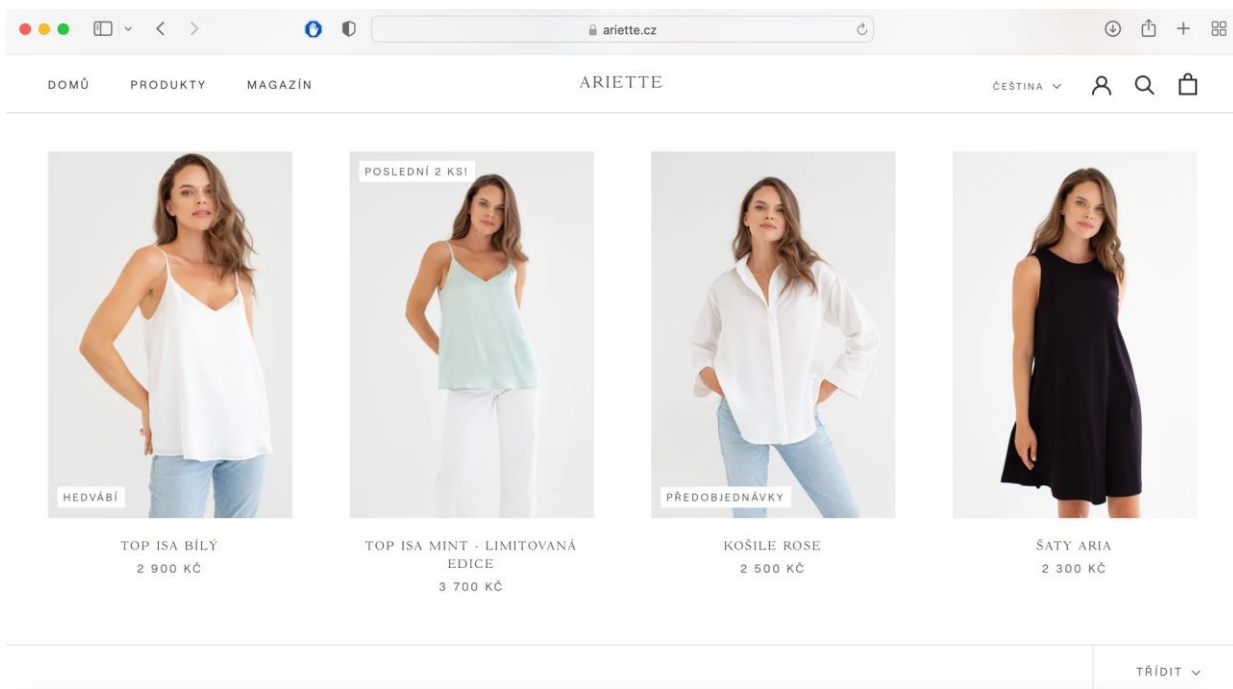 ariette.cz
DOMŮ PRODUKTY MAGAZÍN ARIETTE ČEŠTINA
POSLEDNÍ 2 KS!
HEDVÁBÍ
PŘEDOBJEDNÁVKY
TOP ISA BÍLÝ
2 900 KČ
TOP ISA MINT - LIMITOVANÁ
EDICE
3 700 KČ
KOŠILE ROSE
2 500 KČ
ŠATY ARIA
2 300 KČ
TŘÍDIT